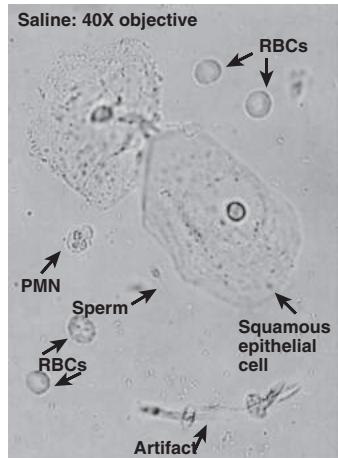 Saline: 40X objective
RBCs
PMN
Sperm
Squamous
epithelial
cell
RBCs
Artifact